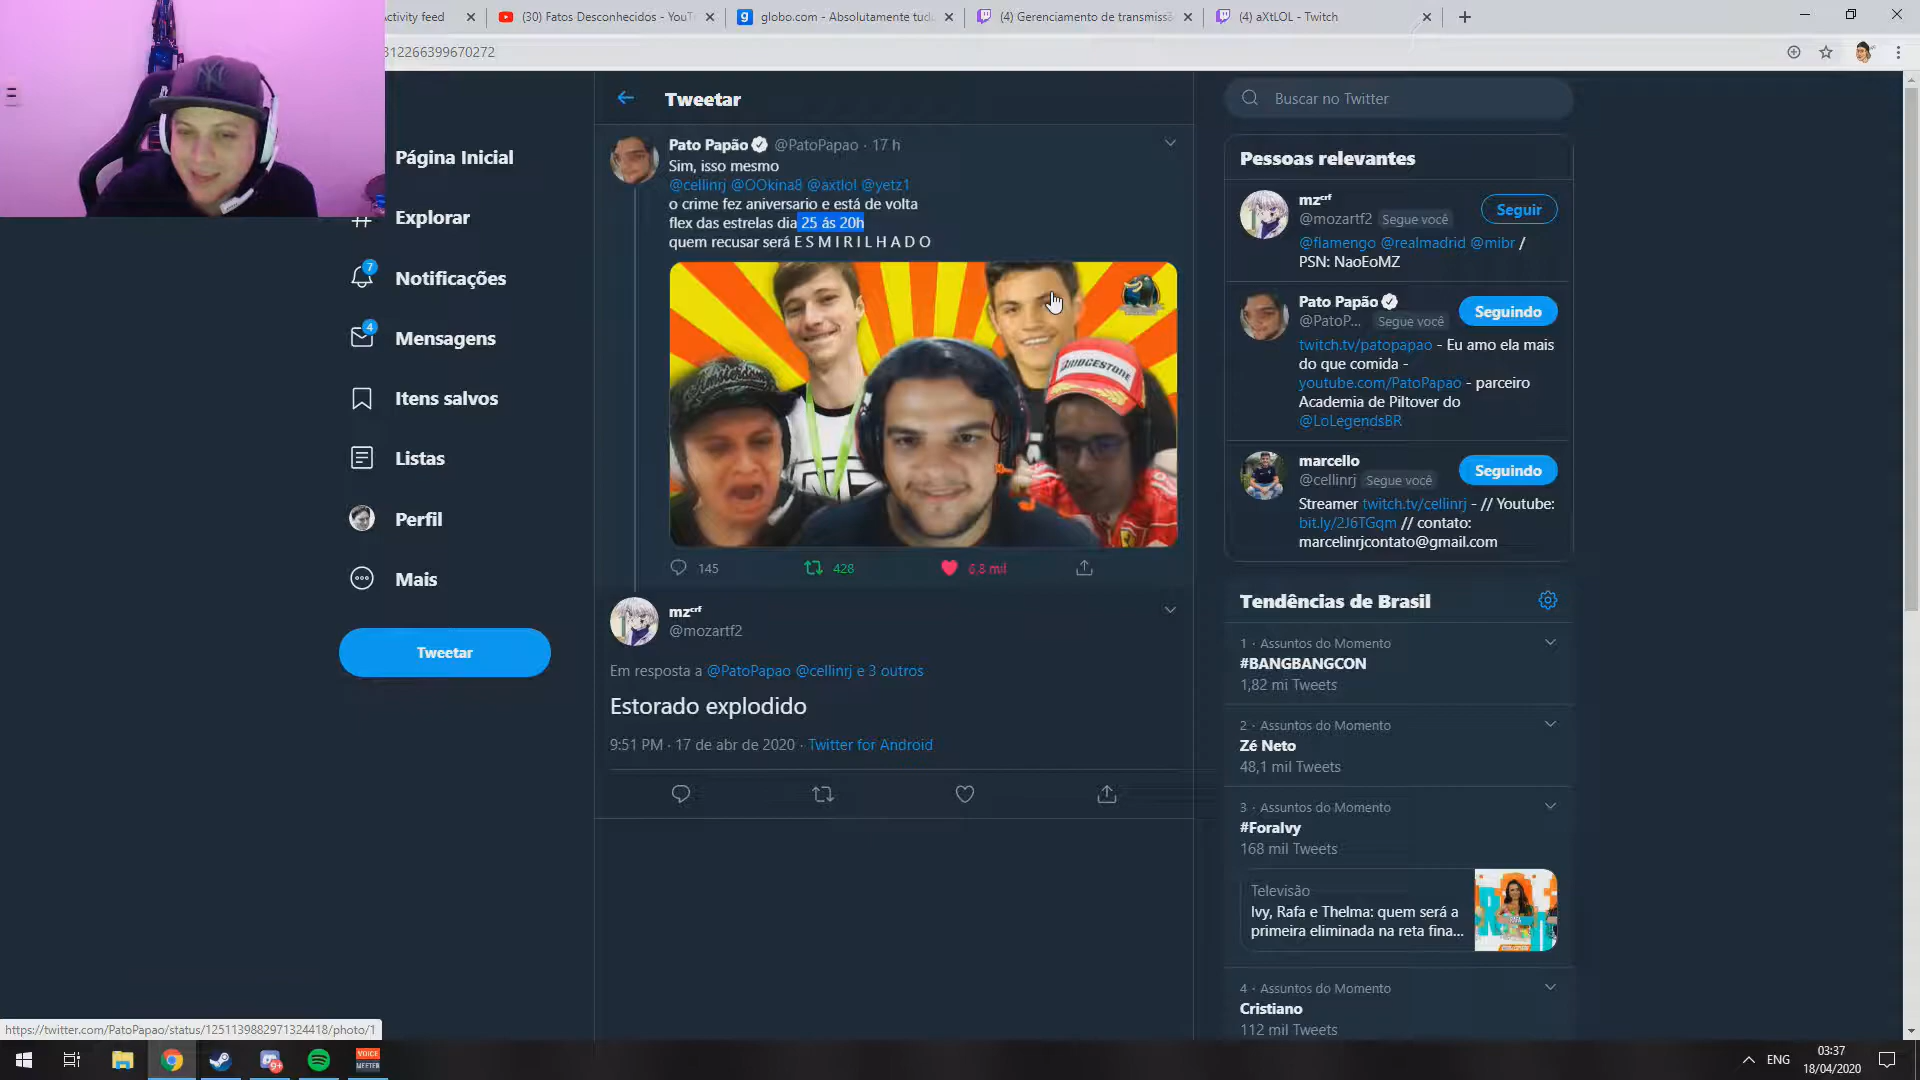 ctivity feed
(30) Fatos Desconhecidos - YouT
globo.com - Absolutamente tud
(4) Gerenciamento de transmiss
(4) aXtLOL - Twitch
312266399670272
Página Inicial
Explorar
7
Notificações
4
Mensagens
Itens salvos
Listas
Perfil
Mais
Tweetar
Tweetar
Pato Papão @PatoPapao · 17 h
Sim, isso mesmo
@cellinrj @OOkina8 @axtlol @yetz1
o crime fez aniversario e está de volta
flex das estrelas dia 25 ás 20h
quem recusar será E S M I R I L H A D O
BRIDGESTONE
145
428
6,8 mil
mzᶜʳᶠ
@mozartf2
Em resposta a @PatoPapao @cellinrj e 3 outros
Estorado explodido
9:51 PM · 17 de abr de 2020 · Twitter for Android
Buscar no Twitter
Pessoas relevantes
mzᶜʳᶠ
@mozartf2 Segue você
Seguir
@flamengo @realmadrid @mibr /
PSN: NaoEoMZ
Pato Papão
@PatoP... Segue você
Seguindo
twitch.tv/patopapao - Eu amo ela mais
do que comida -
youtube.com/PatoPapao - parceiro
Academia de Piltover do
@LoLegendsBR
marcello
@cellinrj Segue você
Seguindo
Streamer twitch.tv/cellinrj - // Youtube:
bit.ly/2J6TGqm // contato:
marcelinrjcontato@gmail.com
Tendências de Brasil
1 · Assuntos do Momento
#BANGBANGCON
1,82 mi Tweets
2 · Assuntos do Momento
Zé Neto
48,1 mil Tweets
3 · Assuntos do Momento
#ForaIvy
168 mil Tweets
Televisão
Ivy, Rafa e Thelma: quem será a
primeira eliminada na reta fina...
4 · Assuntos do Momento
Cristiano
112 mil Tweets
https://twitter.com/PatoPapao/status/1251139882971324418/photo/1
9+
VOICE
MEETER
ENG
03:37
18/04/2020